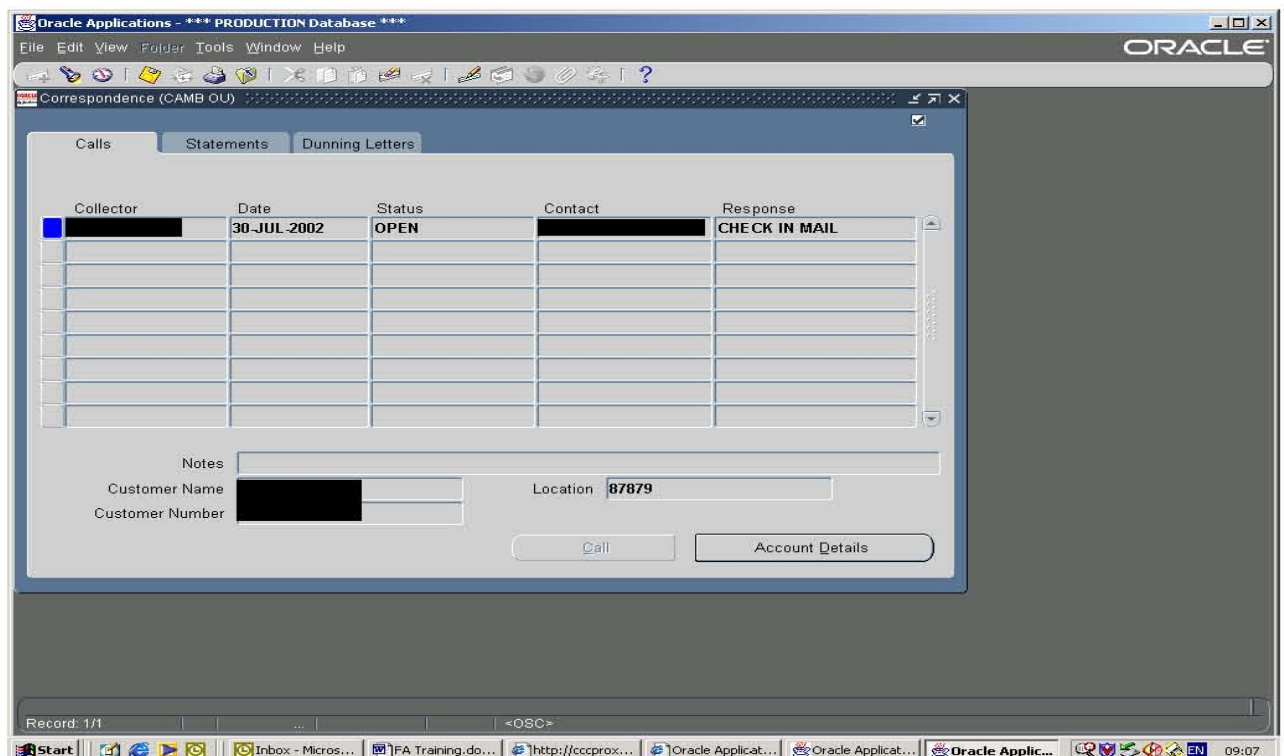 Oracle Applications - *** PRODUCTION Database ***
File Edit View Folder Tools Window Help
ORACLE
Correspondence (CAMB OU)
Calls Statements Dunning Letters
Collector Date Status Contact Response
30-JUL-2002 OPEN CHECK IN MAIL
Notes
Customer Name Location 87879
Customer Number
Call Account Details
Record: 1/1 ... <OSC>
Start Inbox - Micros... FA Training.do... http://cccprox... Oracle Applicat... Oracle Applicat... Oracle Applic... EN 09:07